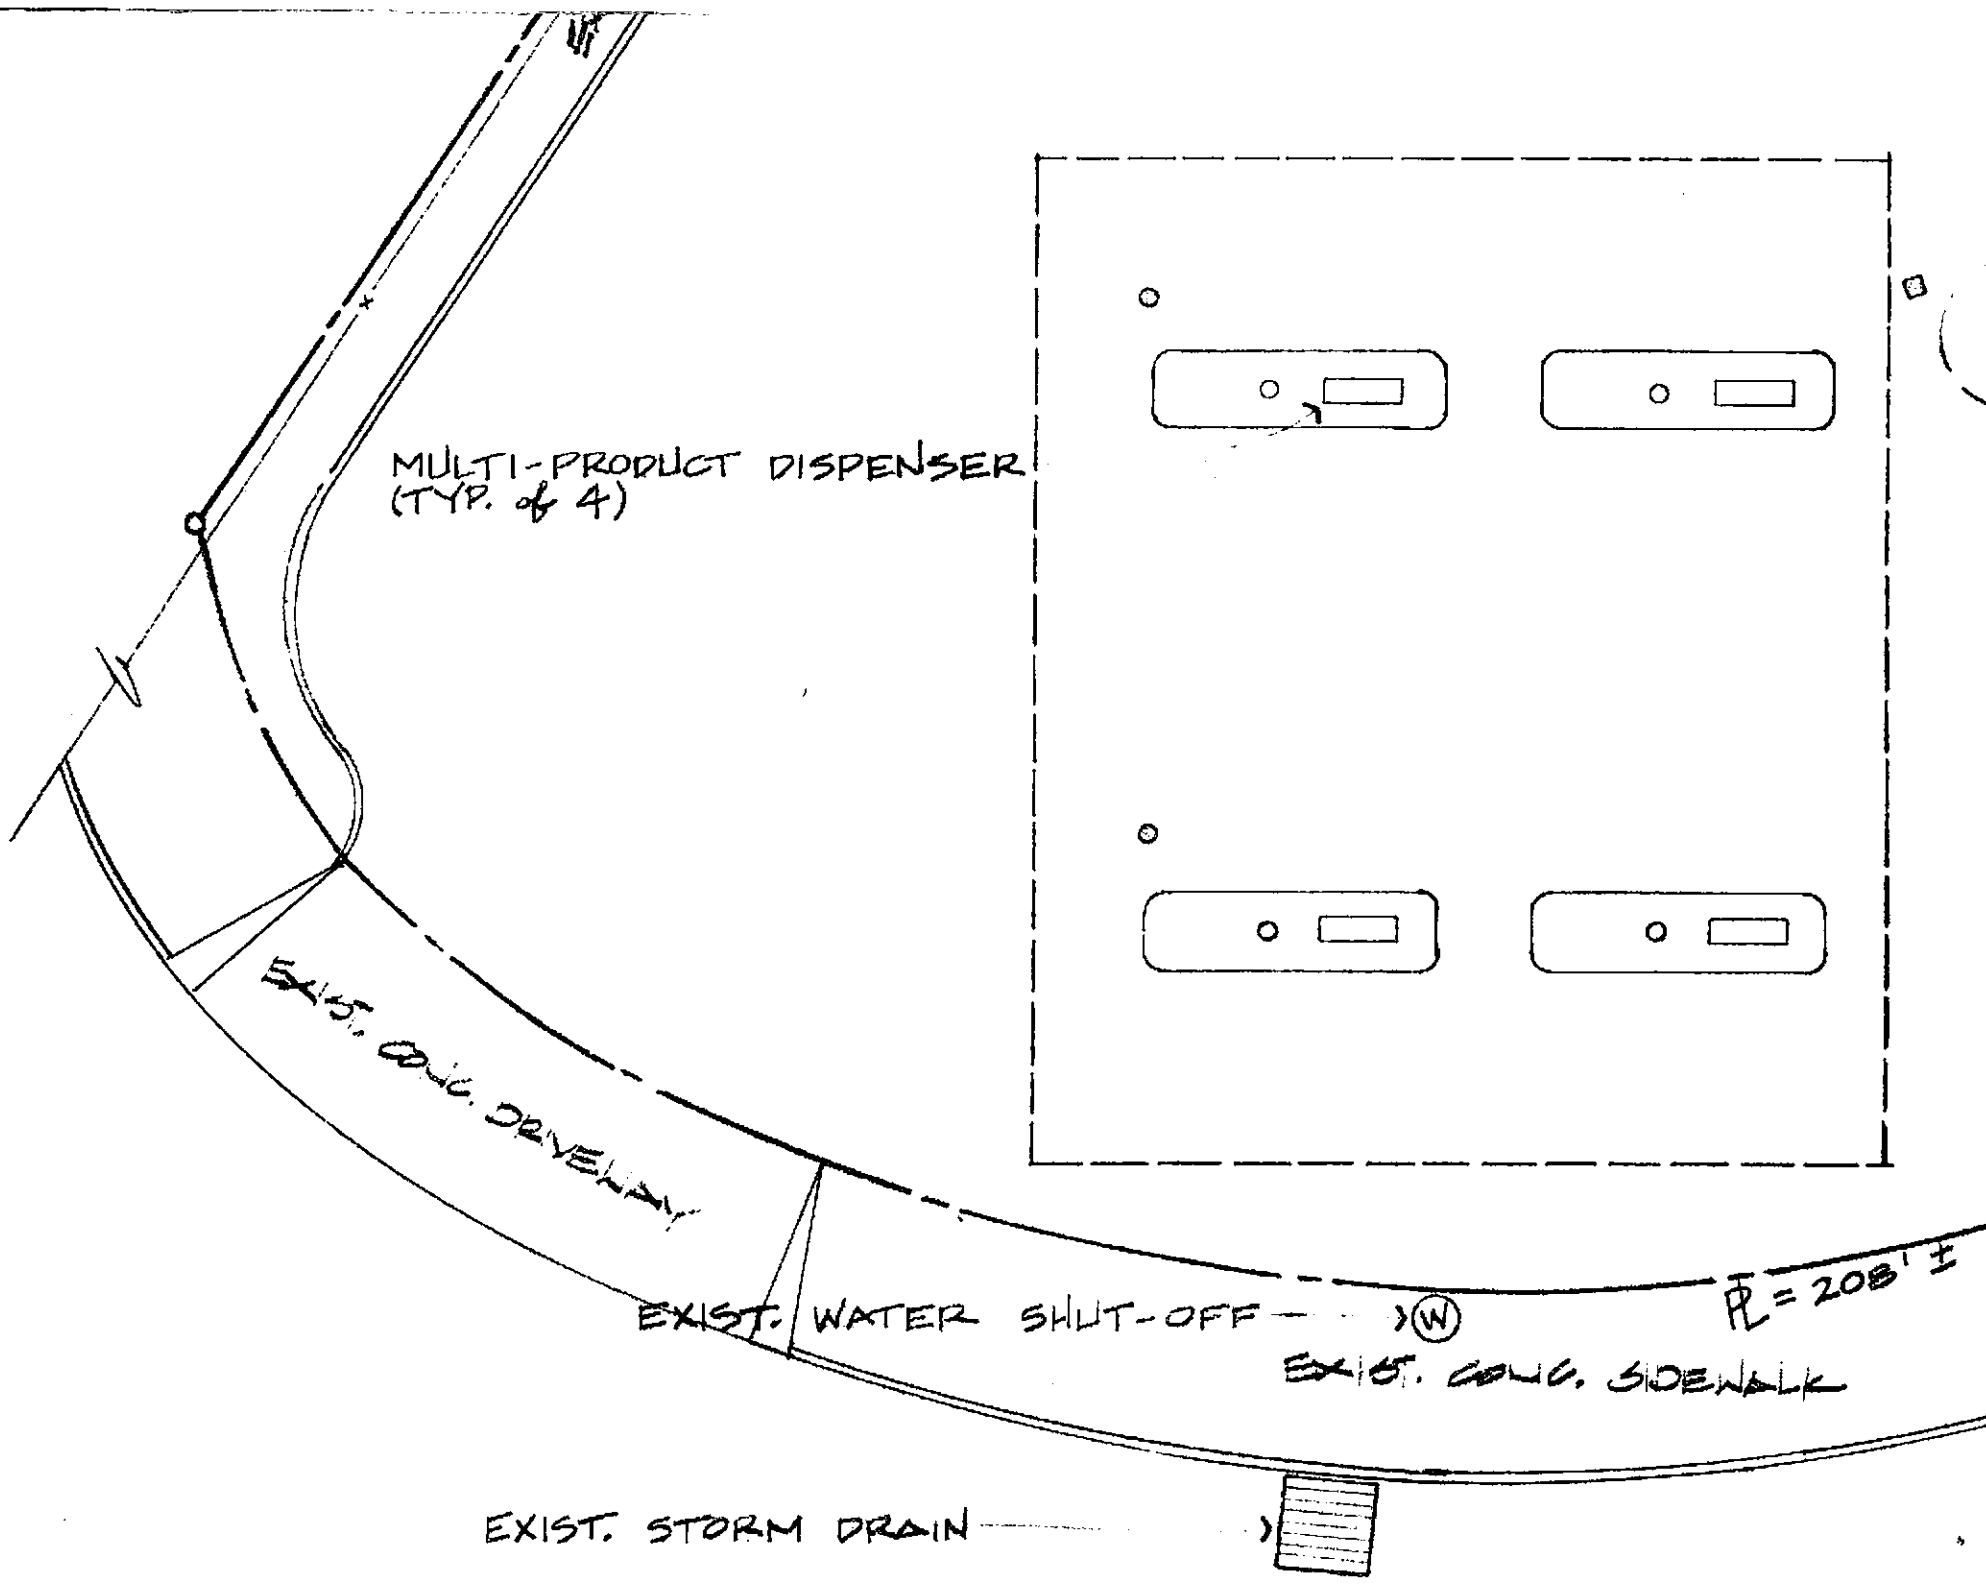 MULTI-PRODUCT DISPENSER
(TYP. of 4)
EXIST. CONC. DRIVEWAY
EXIST. WATER SHUT-OFF
W
PL = 208' ±
EXIST. CONC. SIDEWALK
EXIST. STORM DRAIN